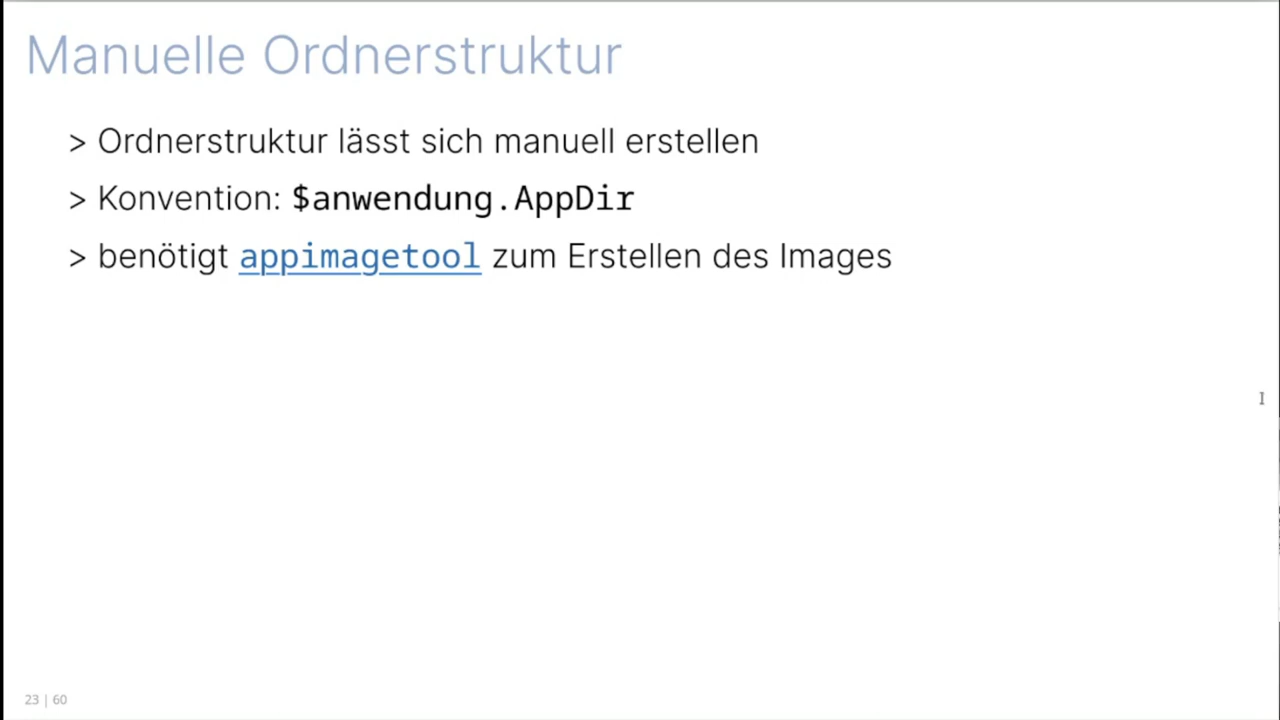 Manuelle Ordnerstruktur
> Ordnerstruktur lässt sich manuell erstellen
> Konvention: $anwendung.AppDir
> benötigt appimagetool zum Erstellen des Images
23 | 60